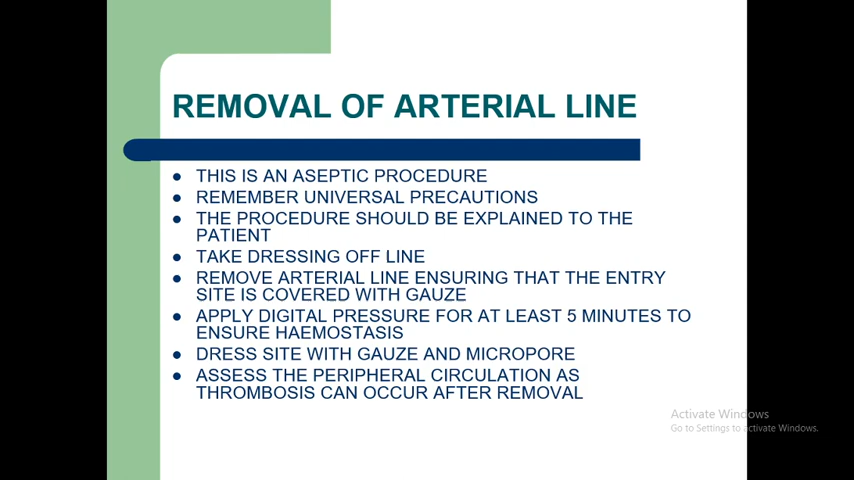 REMOVAL OF ARTERIAL LINE
● THIS IS AN ASEPTIC PROCEDURE
● REMEMBER UNIVERSAL PRECAUTIONS
● THE PROCEDURE SHOULD BE EXPLAINED TO THE
PATIENT
● TAKE DRESSING OFF LINE
● REMOVE ARTERIAL LINE ENSURING THAT THE ENTRY
SITE IS COVERED WITH GAUZE
● APPLY DIGITAL PRESSURE FOR AT LEAST 5 MINUTES TO
ENSURE HAEMOSTASIS
● DRESS SITE WITH GAUZE AND MICROPORE
● ASSESS THE PERIPHERAL CIRCULATION AS
THROMBOSIS CAN OCCUR AFTER REMOVAL
Activate Windows
Go to Settings to activate Windows.